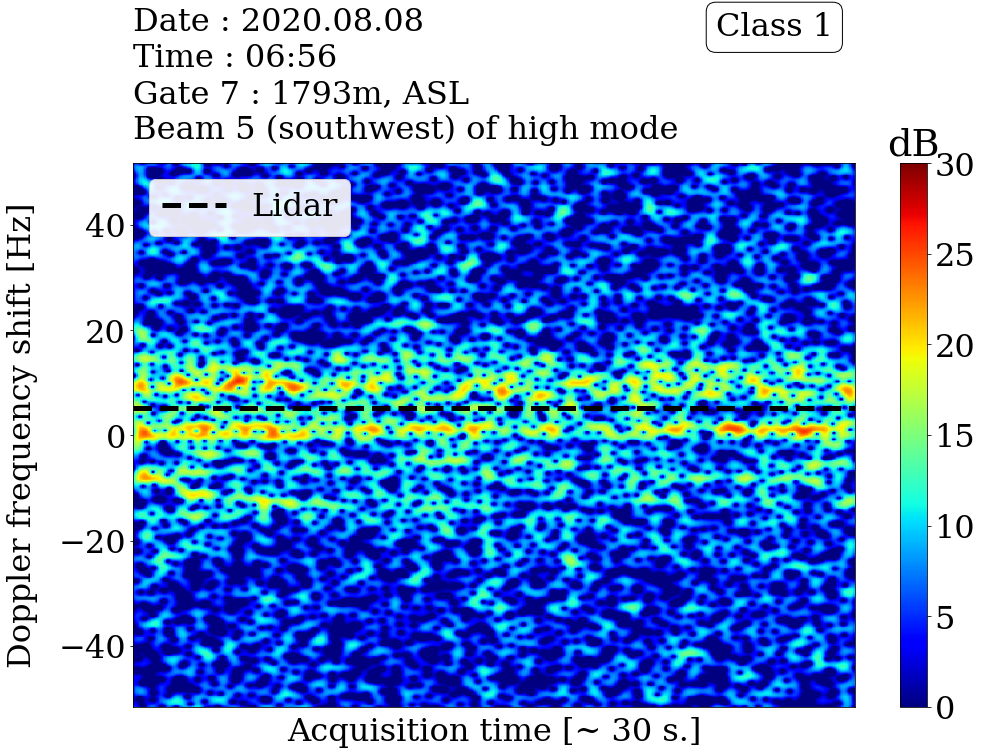 Date : 2020.08.08
Time : 06:56
Gate 7 : 1793m, ASL
Beam 5 (southwest) of high mode
Class 1
dB
Lidar
Doppler frequency shift [Hz]
40
20
0
−20
−40
Acquisition time [~ 30 s.]
30
25
20
15
10
5
0